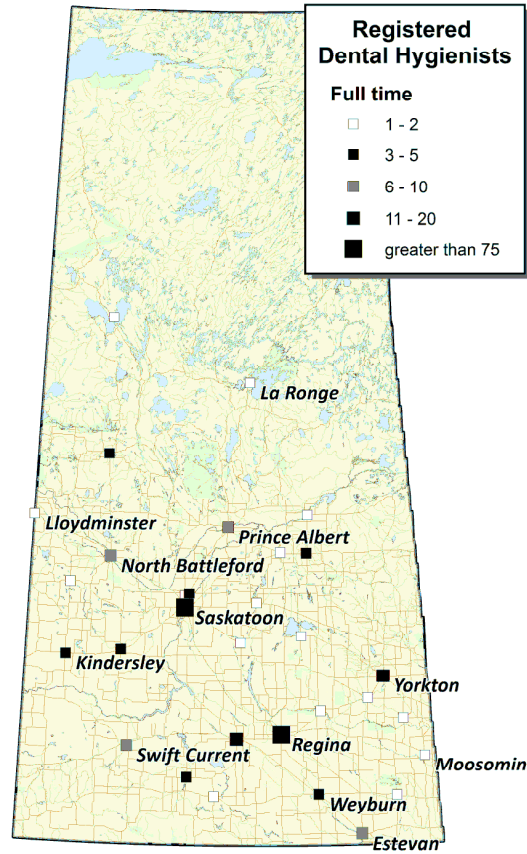 Registered
Dental Hygienists
Full time
1 - 2
3 - 5
6 - 10
11 - 20
greater than 75
La Ronge
Lloydminster
Prince Albert
North Battleford
Saskatoon
Kindersley
Yorkton
Regina
Swift Current
Moosomin
Weyburn
Estevan